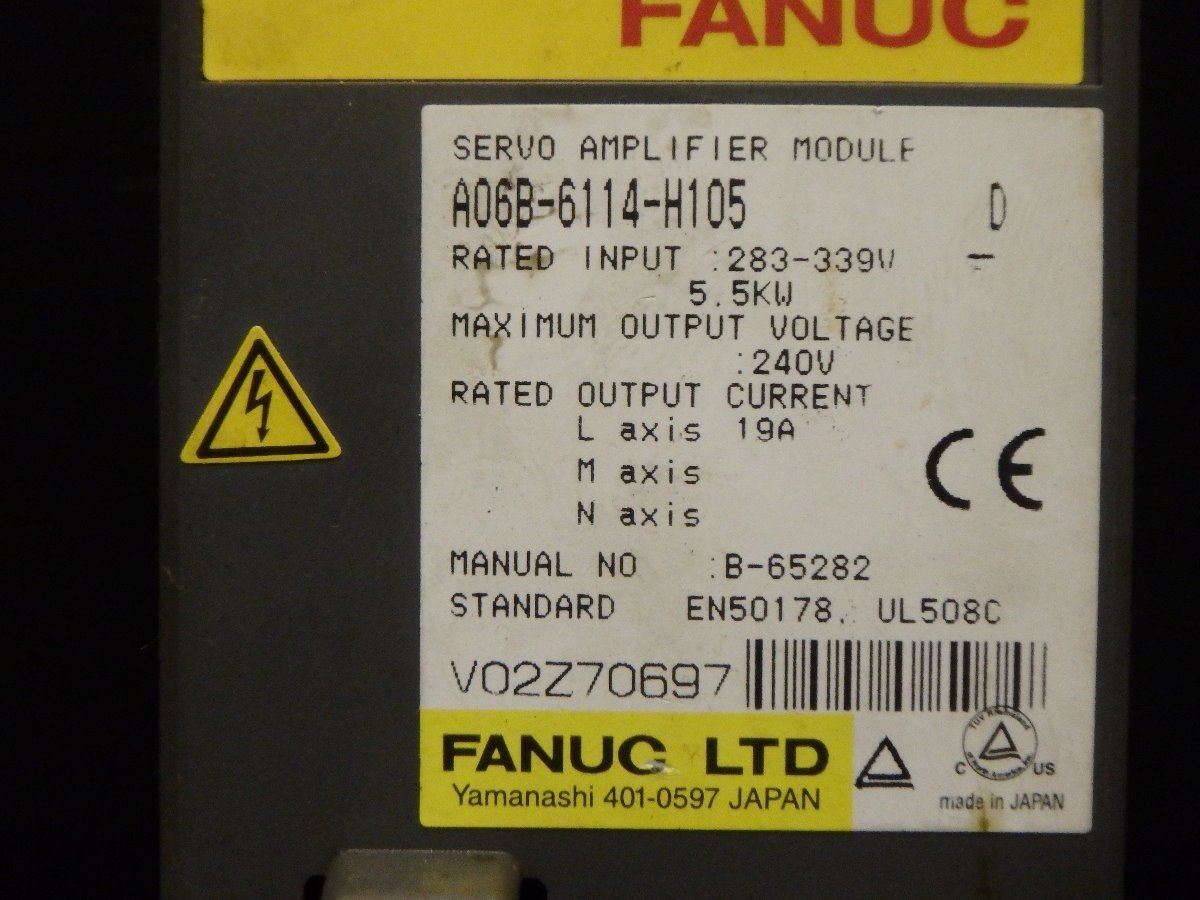 FANUC
SERVO AMPLIFIER MODULE
A06B-6114-H105 D
RATED INPUT :283-339V
5.5KW
MAXIMUM OUTPUT VOLTAGE
:240V
RATED OUTPUT CURRENT
L axis 19A
M axis
N axis
CE
MANUAL NO :B-65282
STANDARD EN50178, UL508C
V02Z70697
FANUC LTD
Yamanashi 401-0597 JAPAN
C US
made in JAPAN